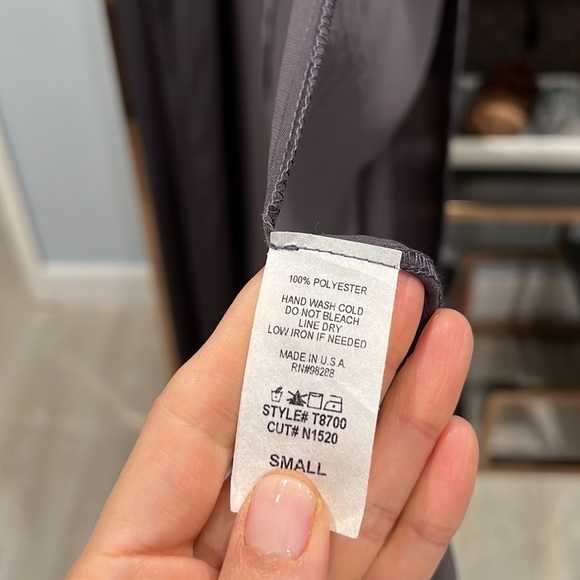 100% POLYESTER
HAND WASH COLD
DO NOT BLEACH
LINE DRY
LOW IRON IF NEEDED
MADE IN U.S.A.
RN#98288
STYLE# T8700
CUT# N1520
SMALL